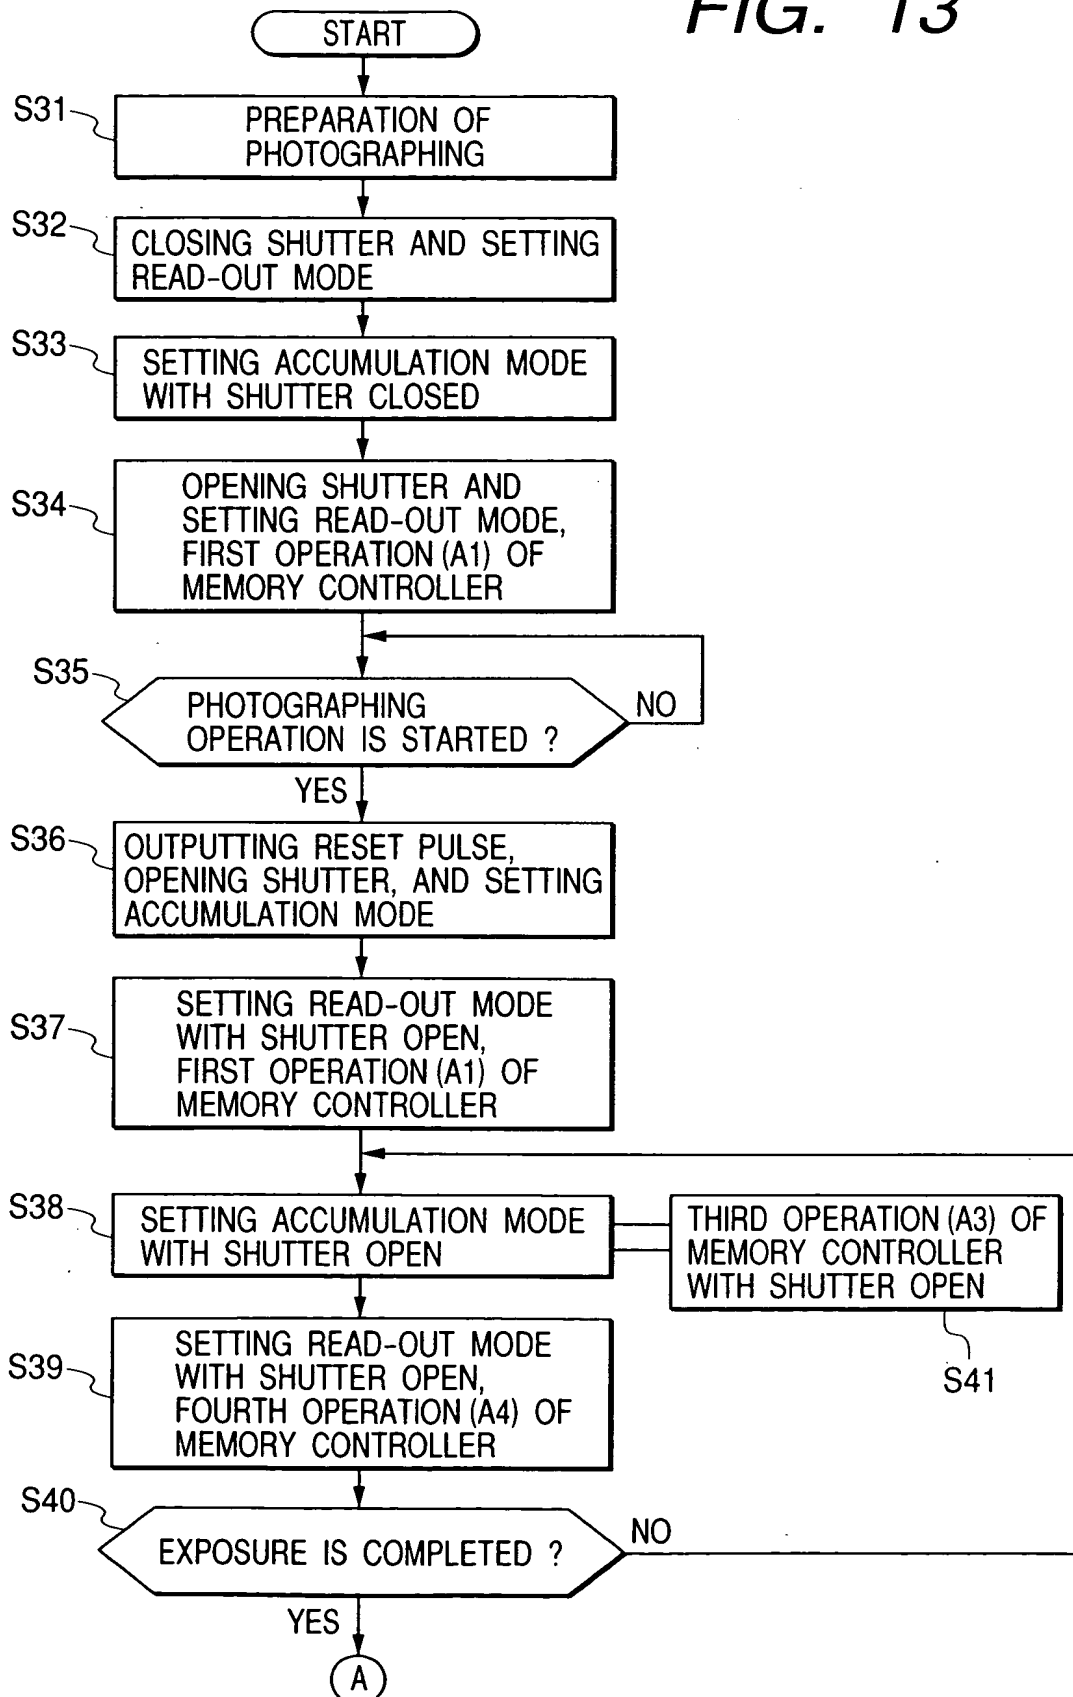 FIG. 13
START
S31
PREPARATION OF
PHOTOGRAPHING
S32
CLOSING SHUTTER AND SETTING
READ-OUT MODE
S33
SETTING ACCUMULATION MODE
WITH SHUTTER CLOSED
S34
OPENING SHUTTER AND
SETTING READ-OUT MODE,
FIRST OPERATION (A1) OF
MEMORY CONTROLLER
S35
PHOTOGRAPHING
OPERATION IS STARTED ?
NO
YES
S36
OUTPUTTING RESET PULSE,
OPENING SHUTTER, AND SETTING
ACCUMULATION MODE
S37
SETTING READ-OUT MODE
WITH SHUTTER OPEN,
FIRST OPERATION (A1) OF
MEMORY CONTROLLER
S38
SETTING ACCUMULATION MODE
WITH SHUTTER OPEN
THIRD OPERATION (A3) OF
MEMORY CONTROLLER
WITH SHUTTER OPEN
S41
S39
SETTING READ-OUT MODE
WITH SHUTTER OPEN,
FOURTH OPERATION (A4) OF
MEMORY CONTROLLER
S40
EXPOSURE IS COMPLETED ?
NO
YES
A